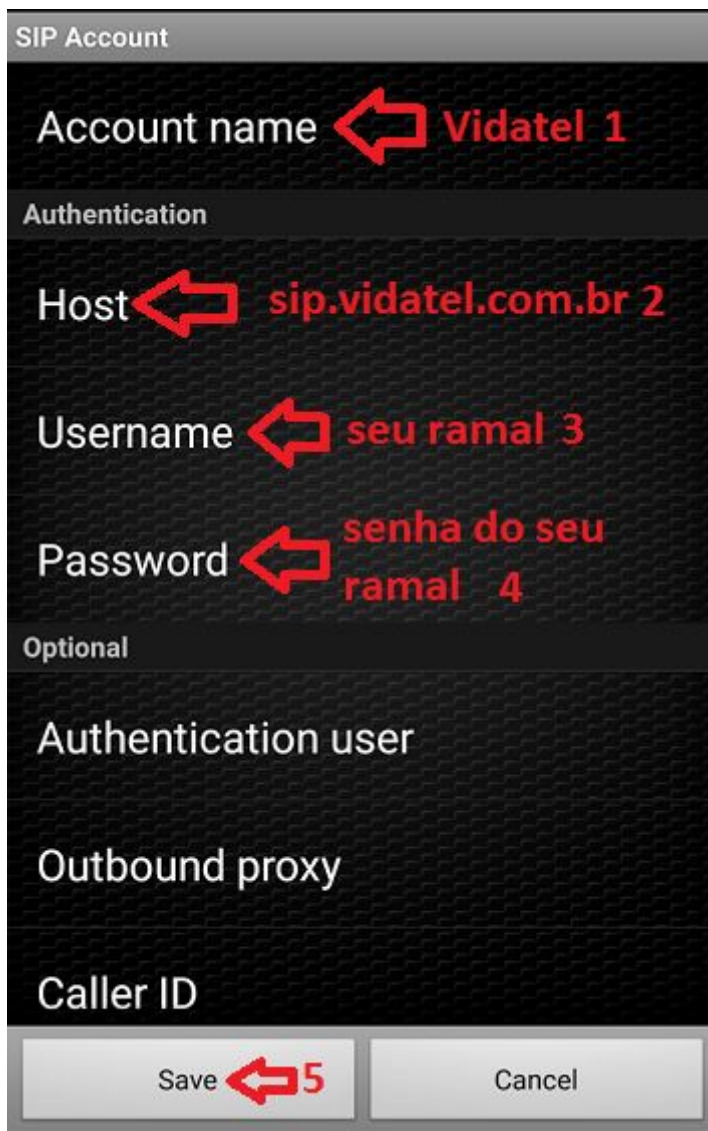 SIP Account
Account name Vidatel 1
Authentication
Host sip.vidatel.com.br 2
Username seu ramal 3
Password senha do seu
ramal 4
Optional
Authentication user
Outbound proxy
Caller ID
Save 5 Cancel